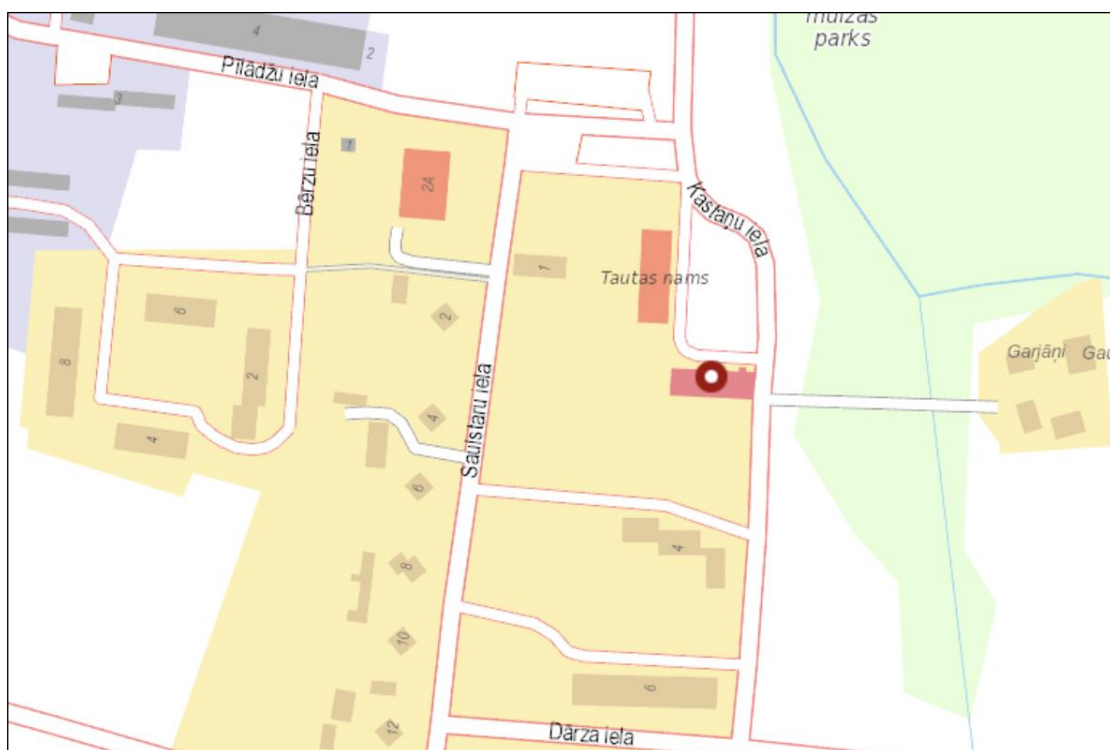 muižas
parks
4
2
Pīlādžu iela
3
Bērzu iela
1
2A
Kastaņu iela
1
Tautas nams
6
2
8
2
Garjāņi
Gau
4
4
Saulstaru iela
6
4
8
10
6
12
Dārza iela